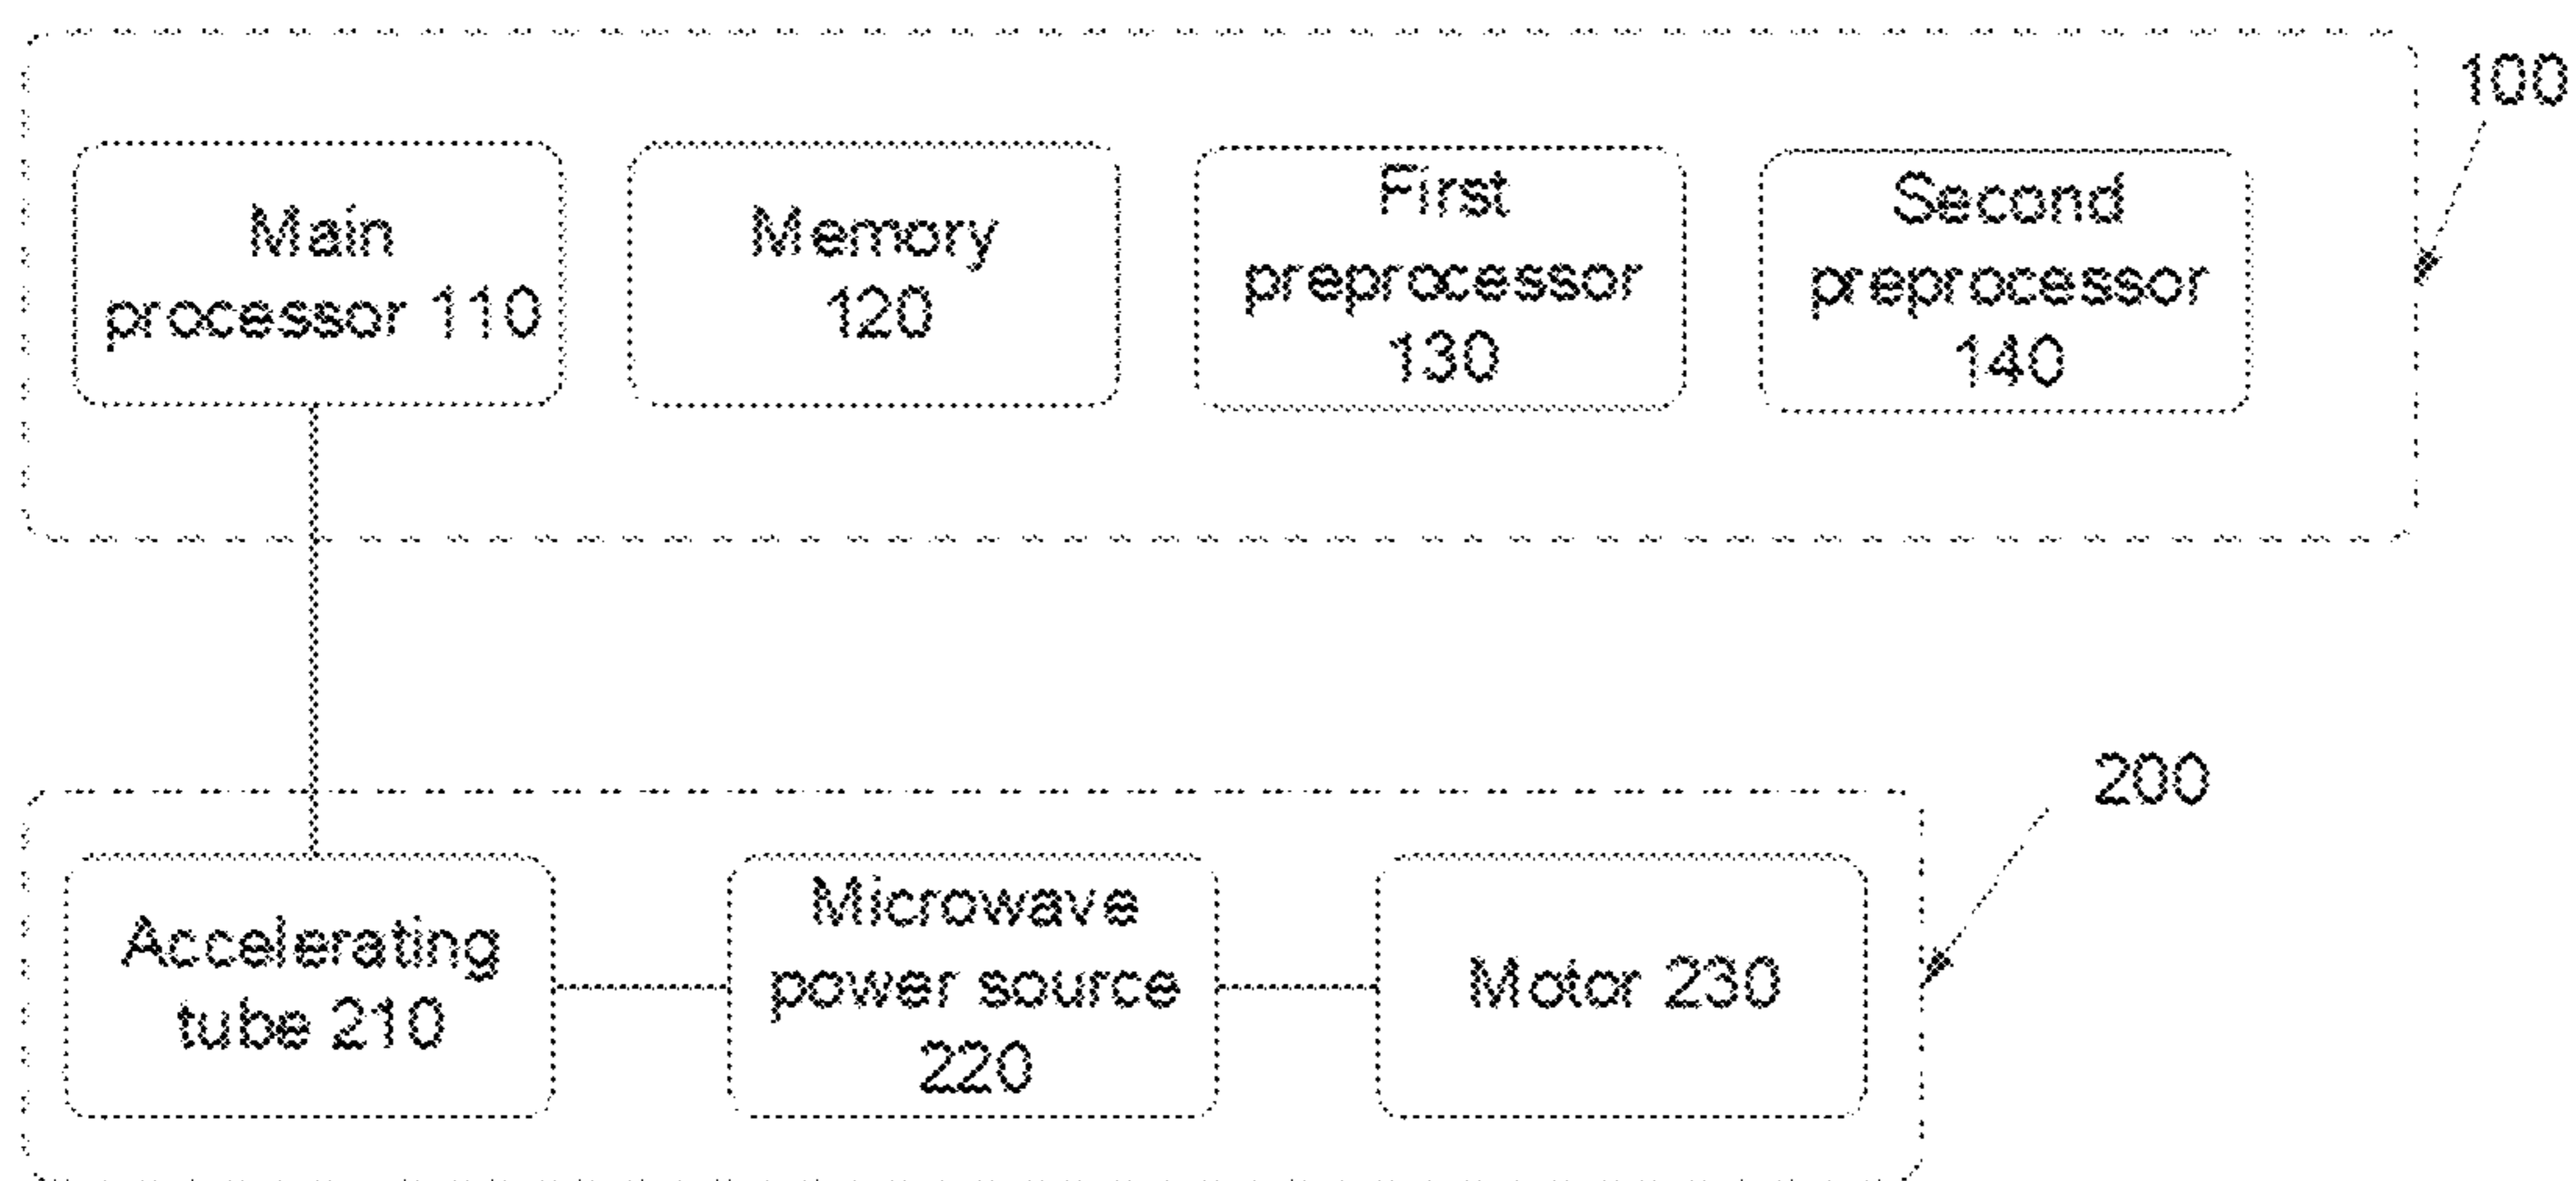 100
Main
processor 110
Memory
120
First
preprocessor
130
Second
preprocessor
140
200
Accelerating
tube 210
Microwave
power source
220
Motor 230